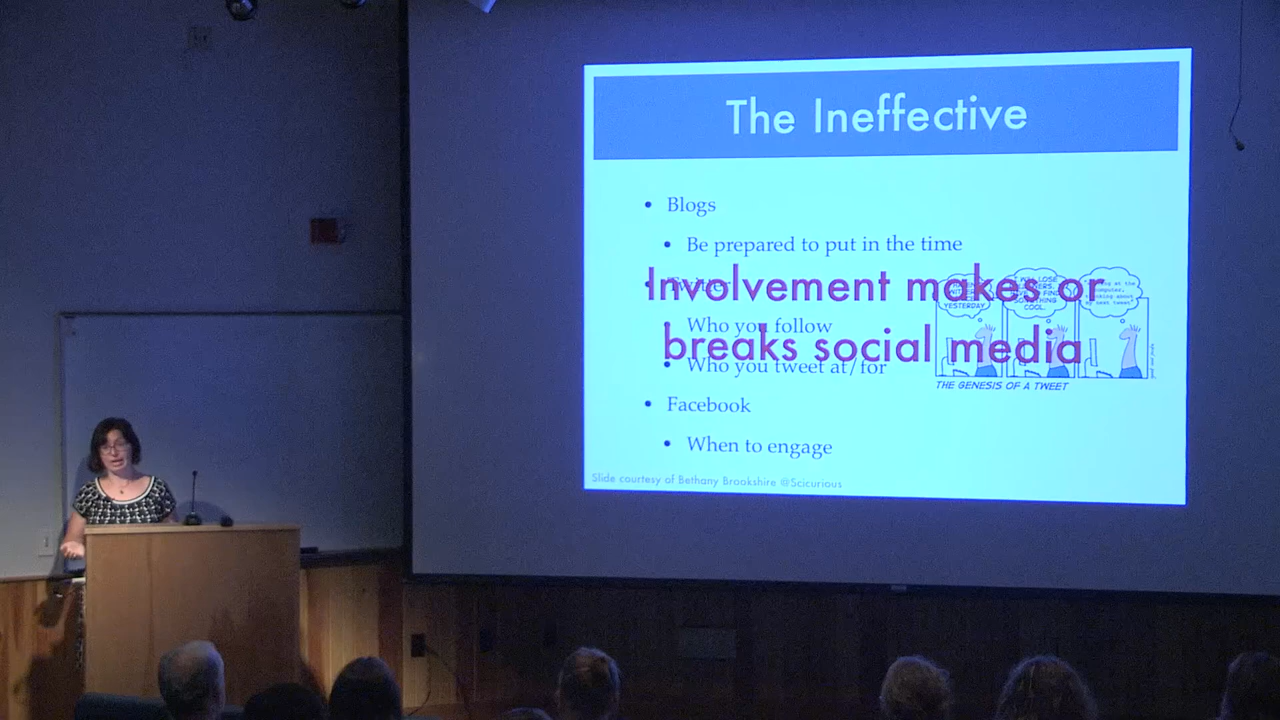 The Ineffective
Blogs
Be prepared to put in the time
Twitter
Involvement makes or
Who you follow
breaks social media
Who you tweet at/for
YESTERDAY.
COOL.
THE GENESIS OF A TWEET
Facebook
When to engage
Slide courtesy of Bethany Brookshire @Scicurious